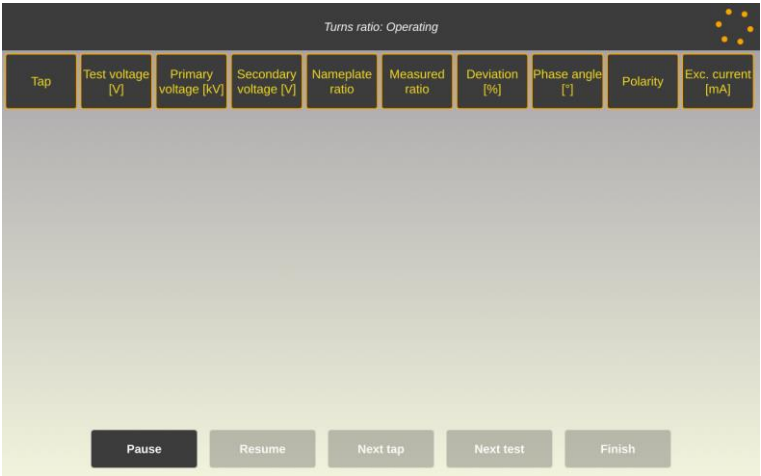 Turns ratio: Operating
Tap
Test voltage
[V]
Primary
voltage [kV]
Secondary
voltage [V]
Nameplate
ratio
Measured
ratio
Deviation
[%]
Phase angle
[°]
Polarity
Exc. current
[mA]
Pause
Resume
Next tap
Next test
Finish